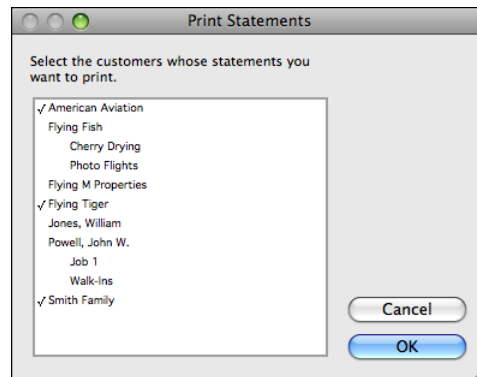 Print Statements
Select the customers whose statements you
want to print.
✓ American Aviation
Flying Fish
Cherry Drying
Photo Flights
Flying M Properties
✓ Flying Tiger
Jones, William
Powell, John W.
Job 1
Walk-Ins
✓ Smith Family
Cancel
OK